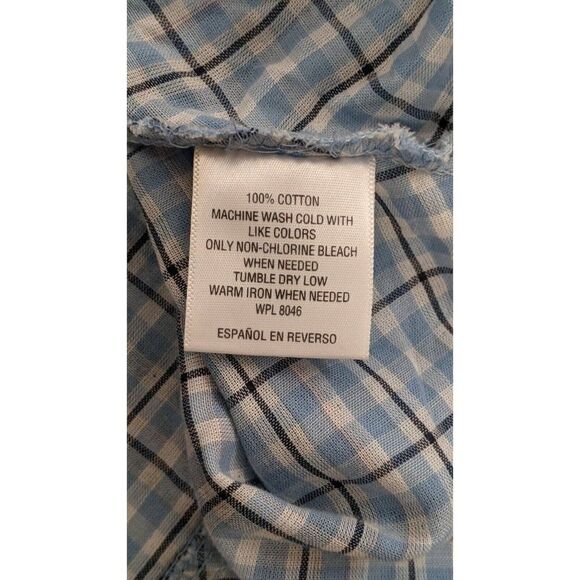 100% COTTON
MACHINE WASH COLD WITH
LIKE COLORS
ONLY NON-CHLORINE BLEACH
WHEN NEEDED
TUMBLE DRY LOW
WARM IRON WHEN NEEDED
WPL 8046
ESPAÑOL EN REVERSO